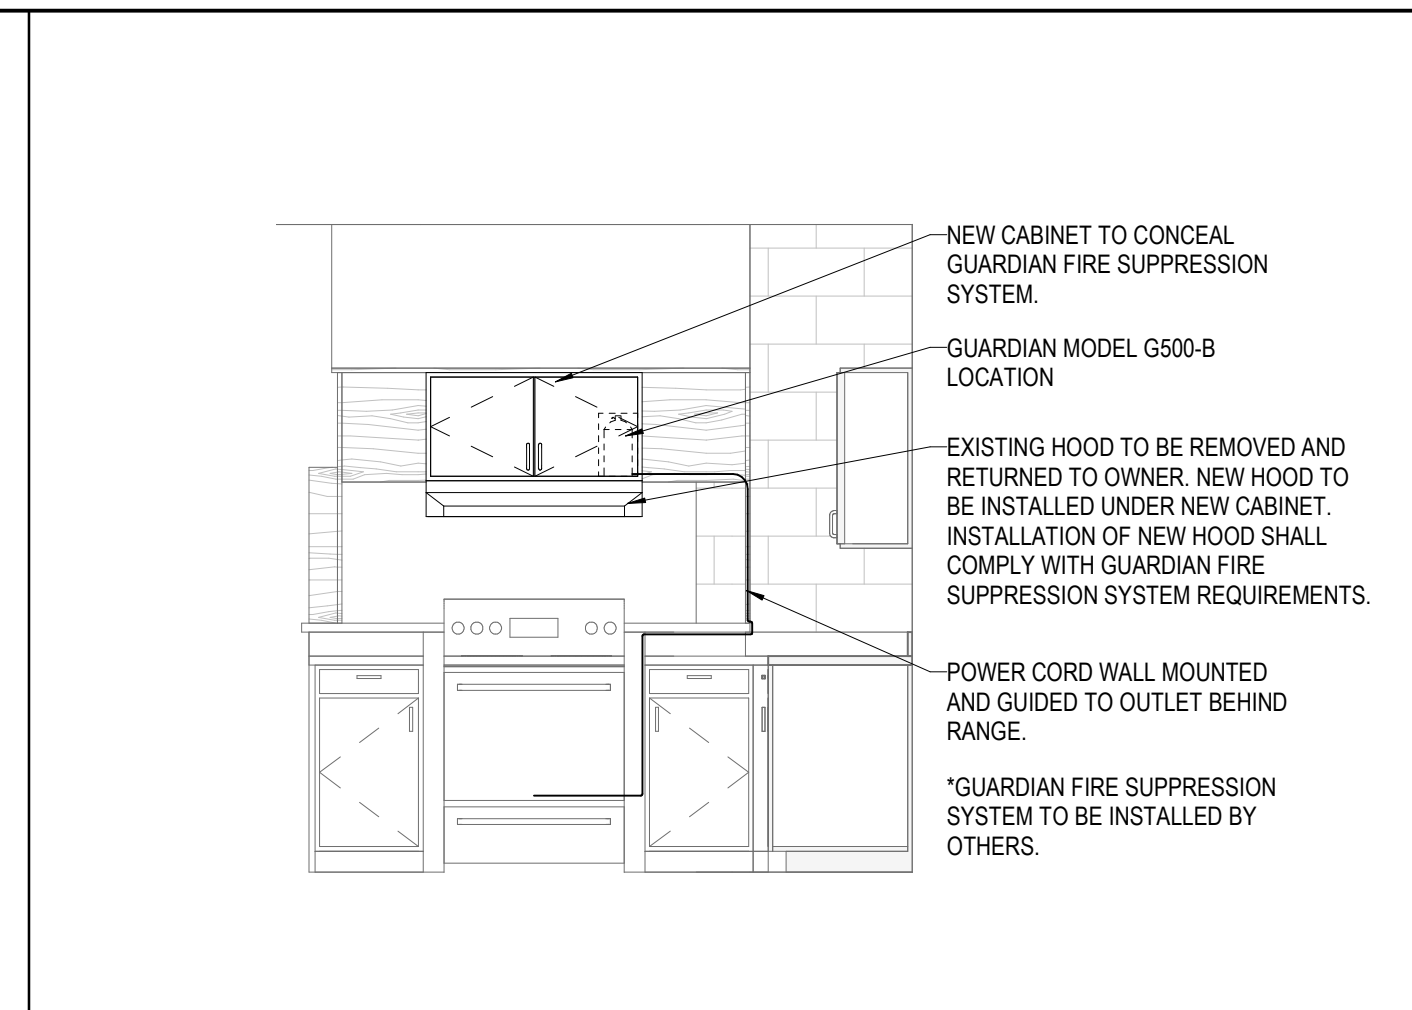 NEW CABINET TO CONCEAL
GUARDIAN FIRE SUPPRESSION
SYSTEM.
GUARDIAN MODEL G500-B
LOCATION
EXISTING HOOD TO BE REMOVED AND
RETURNED TO OWNER. NEW HOOD TO
BE INSTALLED UNDER NEW CABINET.
INSTALLATION OF NEW HOOD SHALL
COMPLY WITH GUARDIAN FIRE
SUPPRESSION SYSTEM REQUIREMENTS.
POWER CORD WALL MOUNTED
AND GUIDED TO OUTLET BEHIND
RANGE.
*GUARDIAN FIRE SUPPRESSION
SYSTEM TO BE INSTALLED BY
OTHERS.